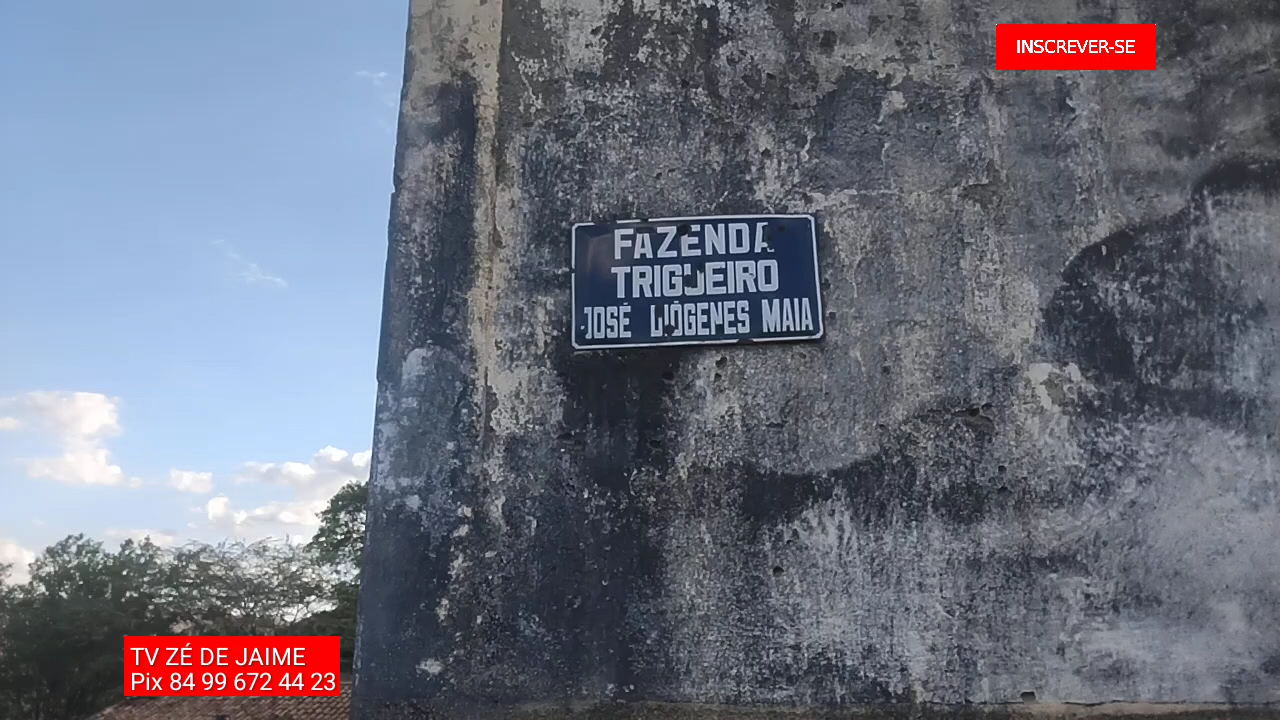 INSCREVER-SE
FAZENDA
TRIGUEIRO
JOSÉ DIÓGENES MAIA
TV ZÉ DE JAIME
Pix 84 99 672 44 23